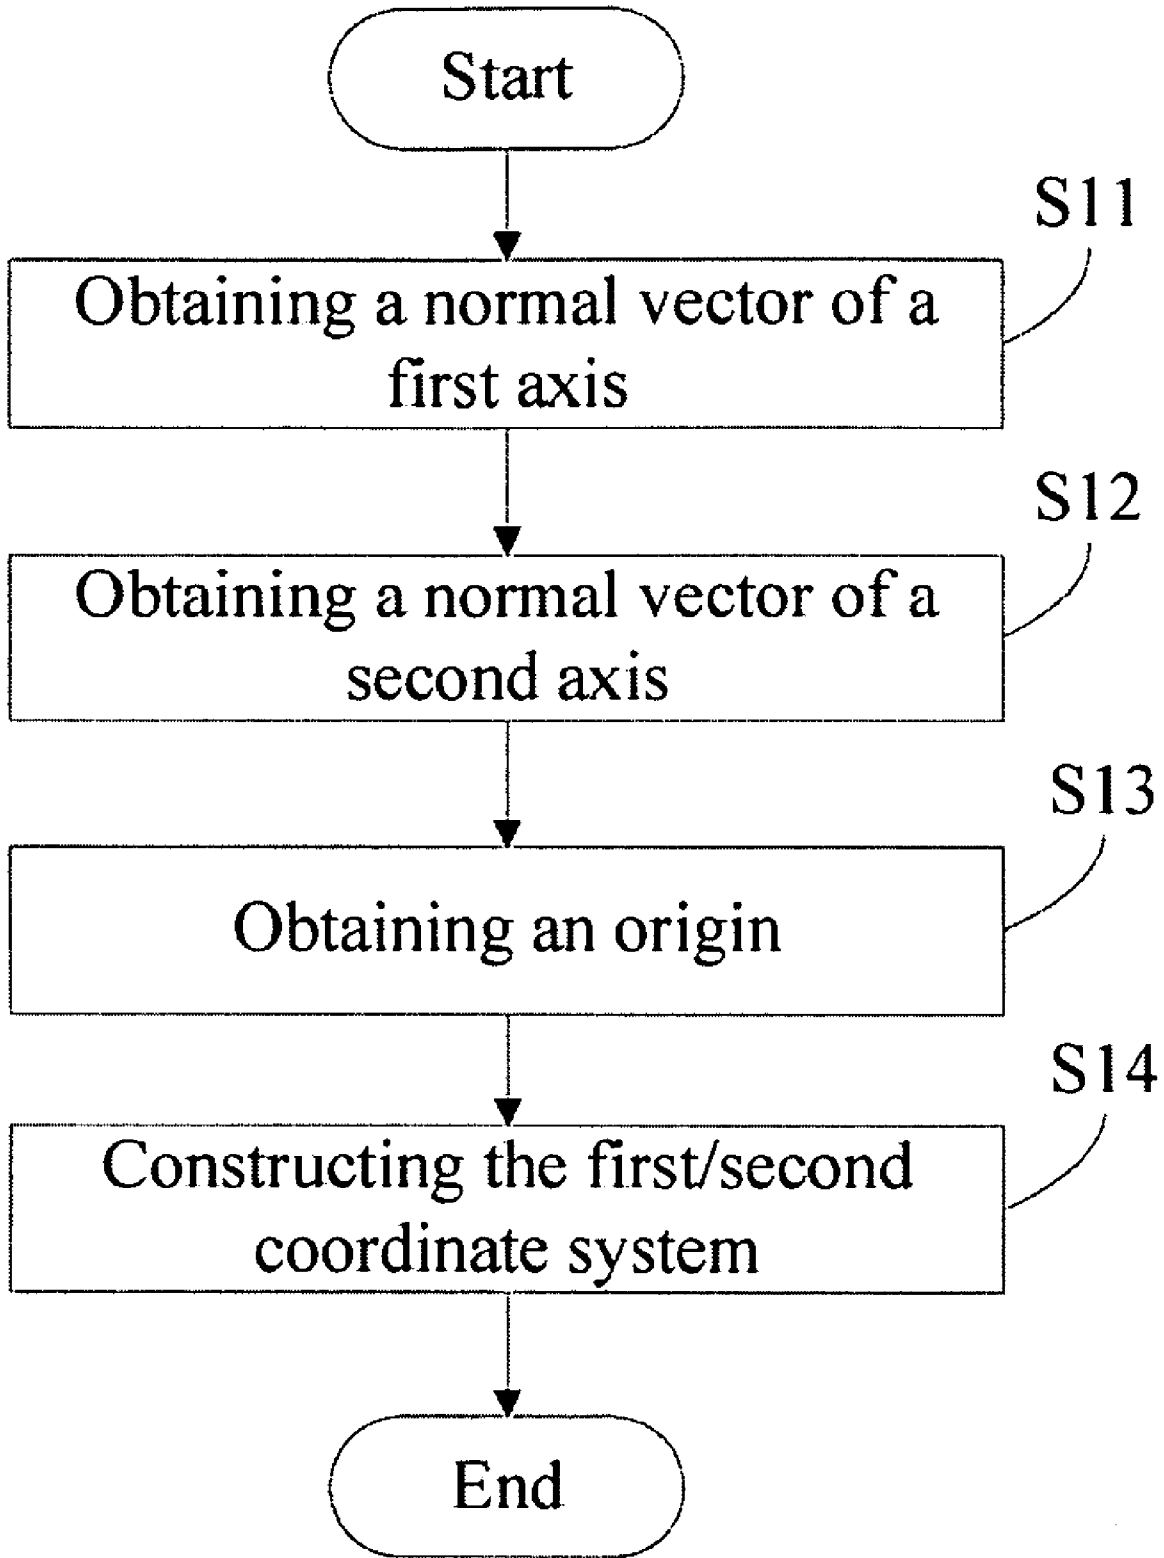 Start
S11
Obtaining a normal vector of a
first axis
S12
Obtaining a normal vector of a
second axis
S13
Obtaining an origin
S14
Constructing the first/second
coordinate system
End